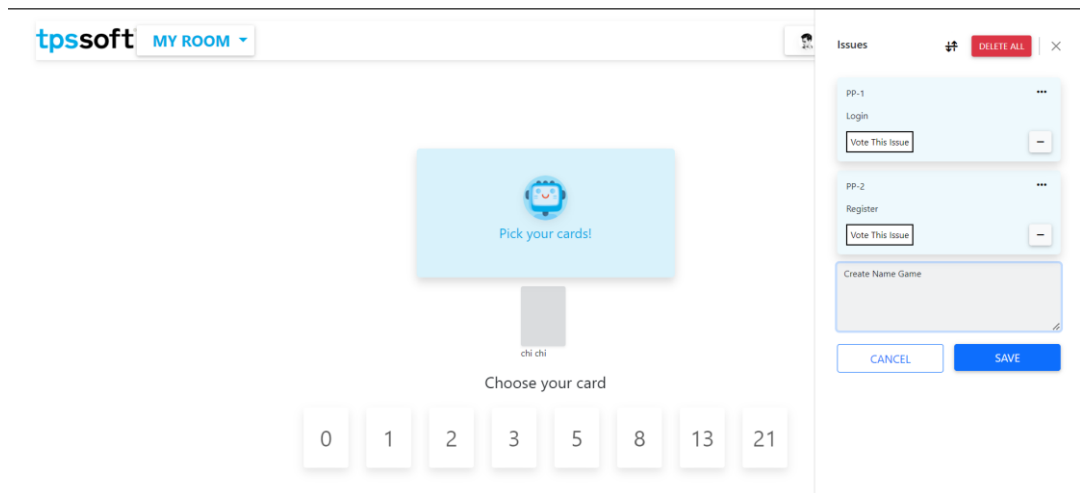 tpssoft
MY ROOM
Pick your cards!
chi chi
Choose your card
0 1 2 3 5 8 13 21
Issues
DELETE ALL
PP-1
Login
Vote This Issue
PP-2
Register
Vote This Issue
Create Name Game
CANCEL SAVE